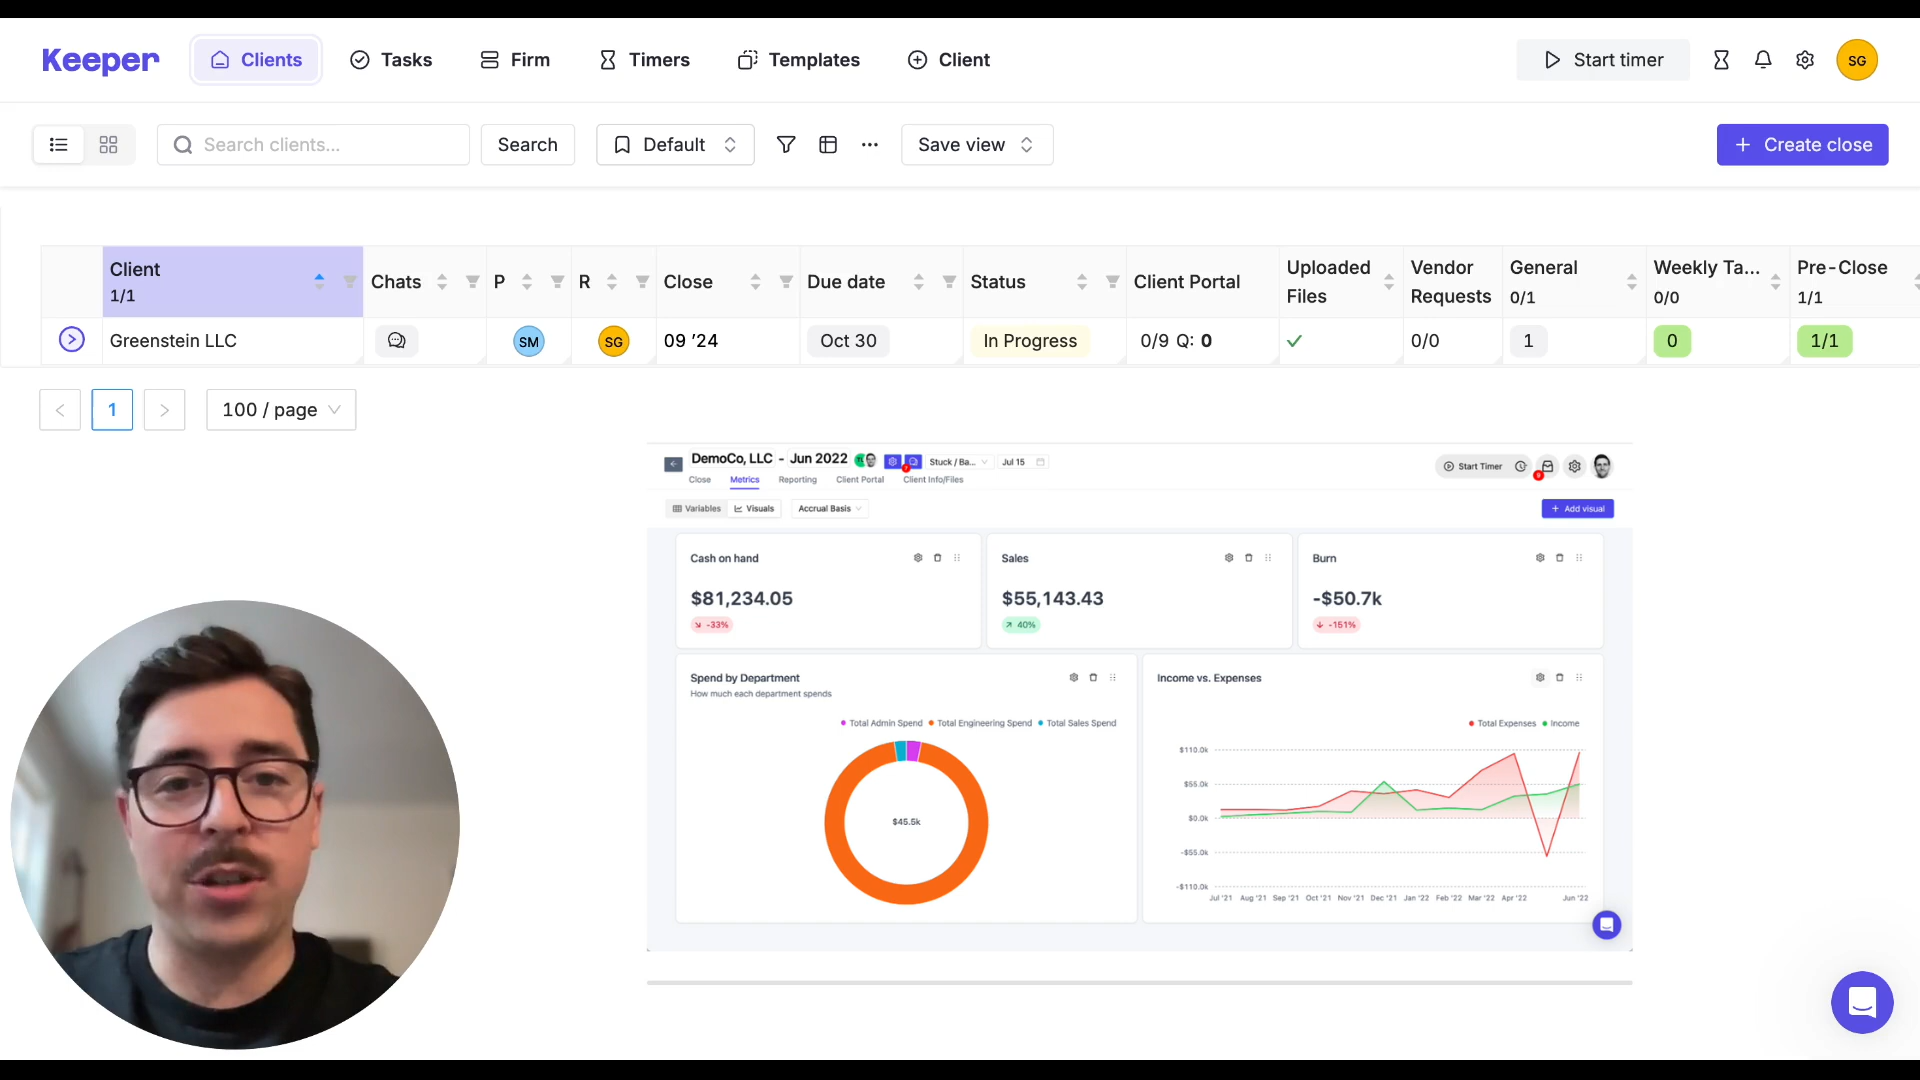 Keeper Clients Tasks Firm Timers Templates Client Start timer SG
Search clients... Search Default Save view Create close
Client Chats P R Close Due date Status Client Portal Uploaded Files Vendor Requests General Weekly Ta... Pre-Close
1/1 0/1 0/0 1/1
Greenstein LLC SM SG 09 '24 Oct 30 In Progress 0/9 Q: 0 0/0 1 0 1/1
1 100 / page
DemoCo, LLC - Jun 2022 Stuck / Ba... Jul 15 Start Timer
Close Metrics Reporting Client Portal Client Info/Files
Variables Visuals Accrual Basis + Add visual
Cash on hand Sales Burn
$81,234.05 $55,143.43 -$50.7k
-33% 40% -151%
Spend by Department Income vs. Expenses
How much each department spends
Total Admin Spend Total Engineering Spend Total Sales Spend Total Expenses Income
$45.5k
$110.0k
$55.0k
$0.0k
-$55.0k
-$110.0k
Jul '21 Aug '21 Sep '21 Oct '21 Nov '21 Dec '21 Jan '22 Feb '22 Mar '22 Apr '22 Jun '22